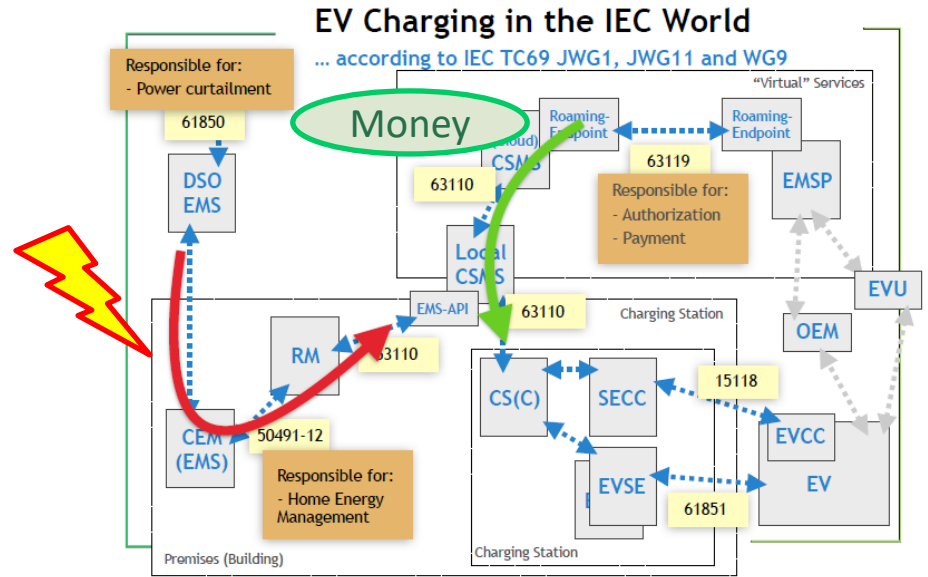 EV Charging in the IEC World
... according to IEC TC69 JWG1, JWG11 and WG9
Responsible for:
- Power curtailment
61850
DSO
EMS
"Virtual" Services
Money
Roaming-
Endpoint
(Cloud)
CSMS
63110
63119
Roaming-
Endpoint
EMSP
Responsible for:
- Authorization
- Payment
Local
CSMS
EMS-API
63110
Charging Station
EVU
OEM
RM
63110
CS(C)
SECC
15118
EVCC
EV
CEM
(EMS)
50491-12
Responsible for:
- Home Energy
Management
EVSE
E
61851
Charging Station
Premises (Building)